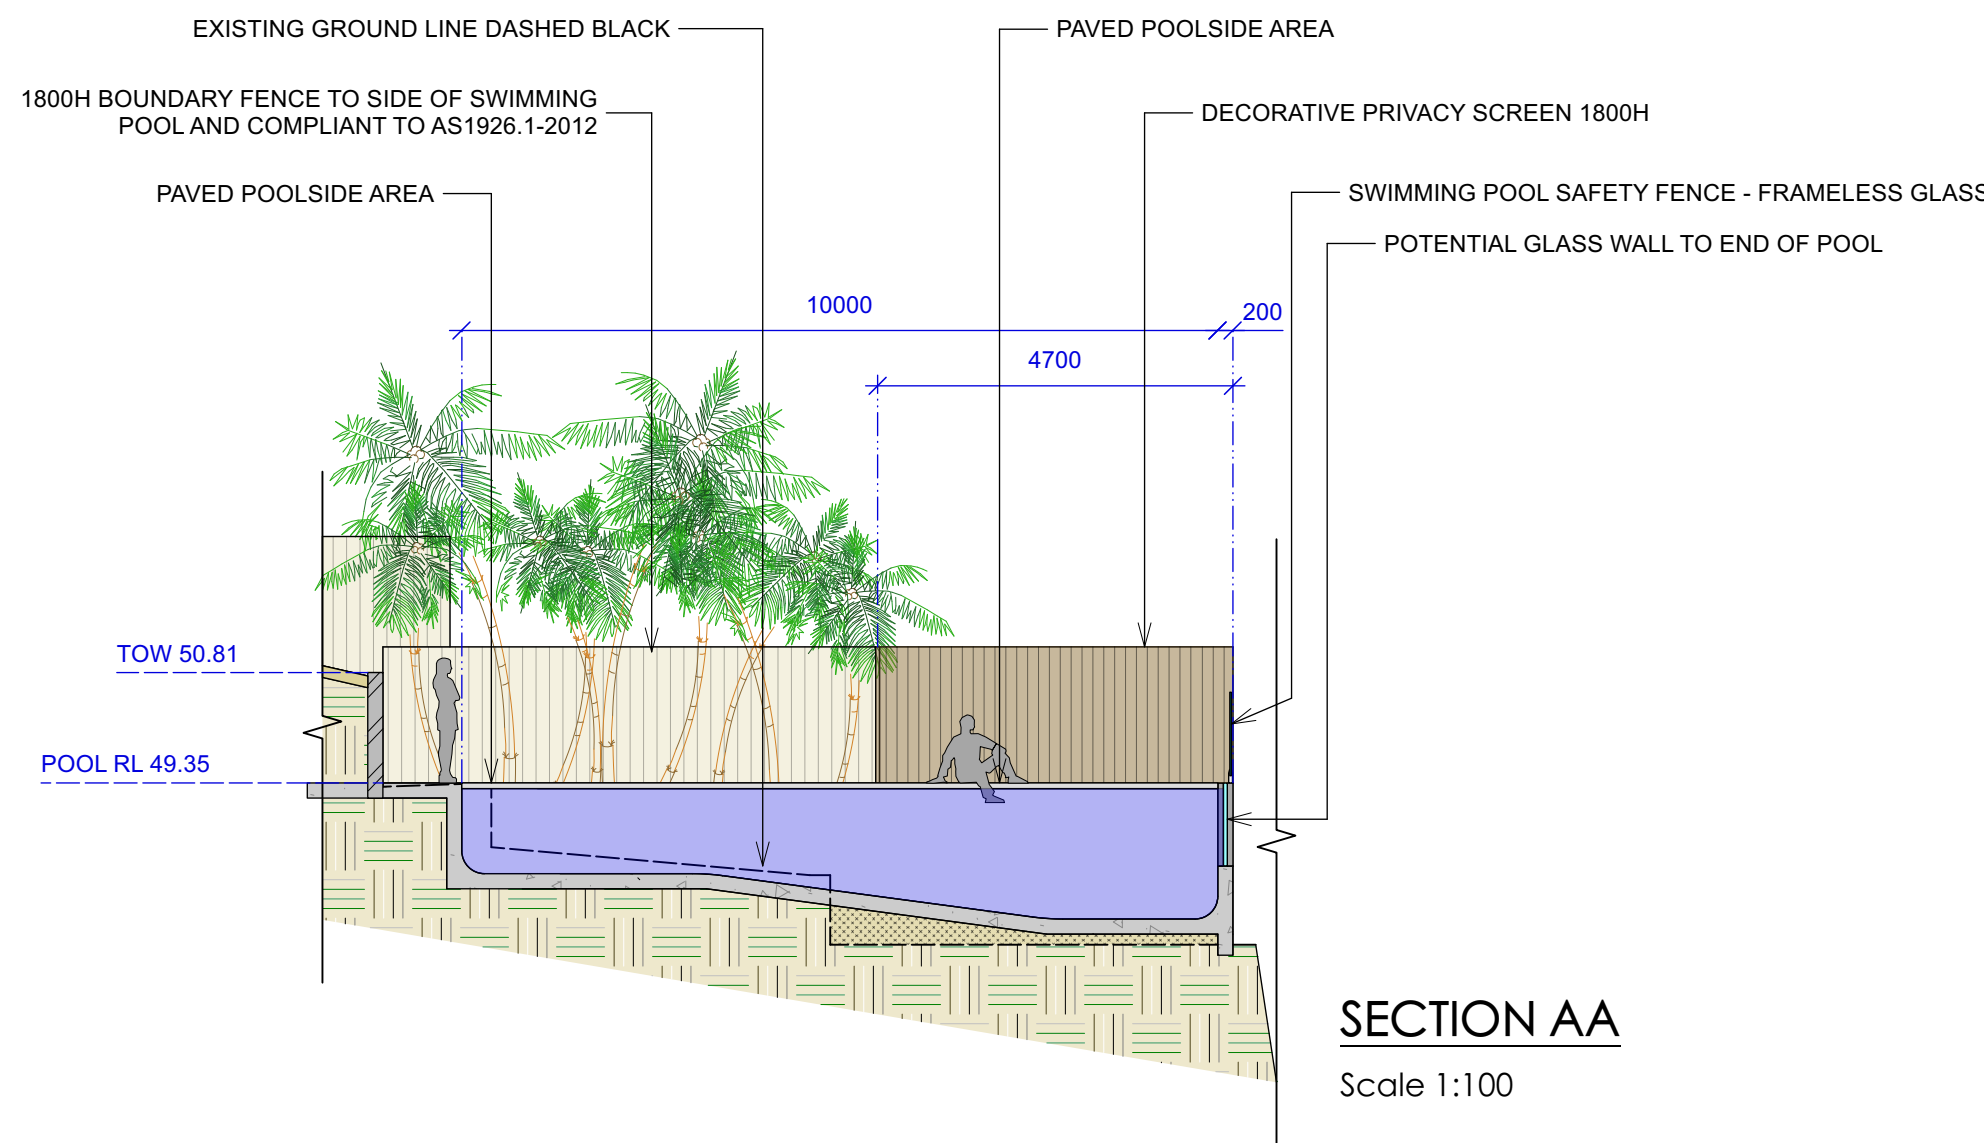 EXISTING GROUND LINE DASHED BLACK
PAVED POOLSIDE AREA
1800H BOUNDARY FENCE TO SIDE OF SWIMMING
POOL AND COMPLIANT TO AS1926.1-2012
DECORATIVE PRIVACY SCREEN 1800H
PAVED POOLSIDE AREA
SWIMMING POOL SAFETY FENCE - FRAMELESS GLASS
POTENTIAL GLASS WALL TO END OF POOL
10000
200
4700
TOW 50.81
POOL RL 49.35
SECTION AA
Scale 1:100